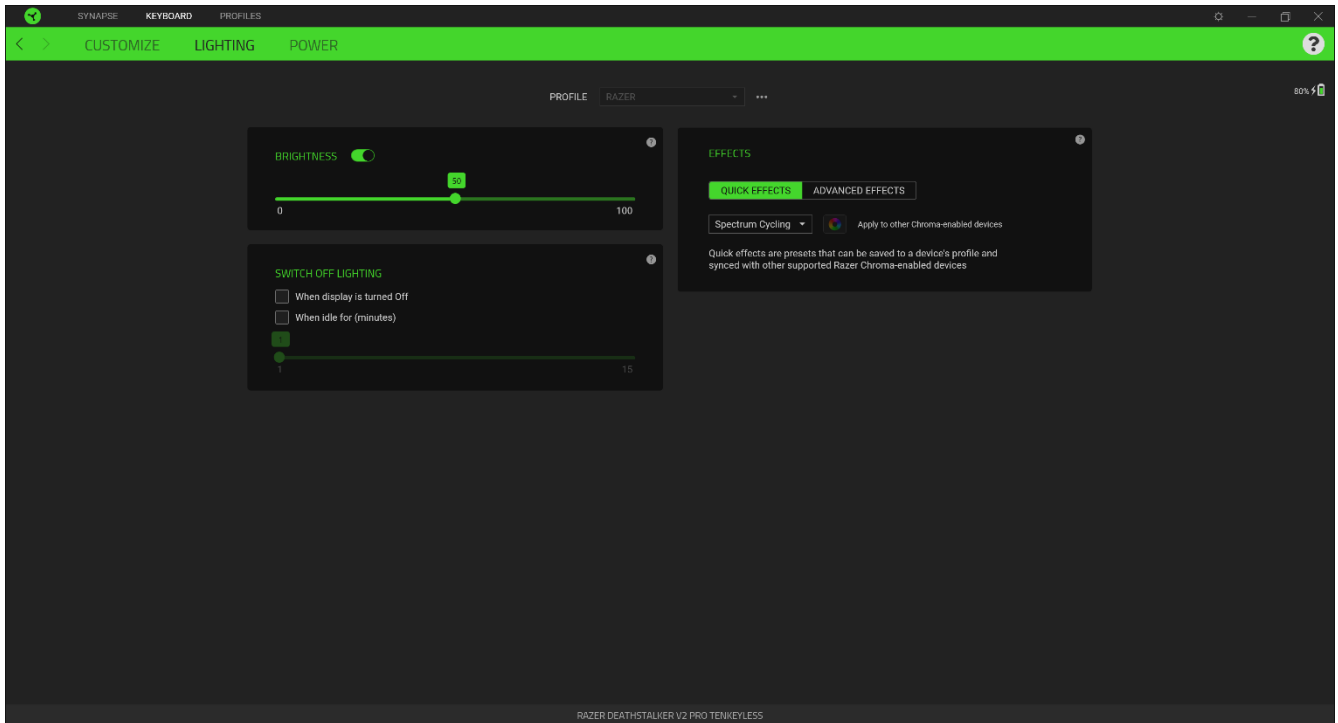 SYNAPSE KEYBOARD PROFILES
CUSTOMIZE LIGHTING POWER ?
PROFILE RAZER
80%
BRIGHTNESS
50
0 100
SWITCH OFF LIGHTING
When display is turned Off
When idle for (minutes)
1
1 15
EFFECTS
QUICK EFFECTS ADVANCED EFFECTS
Spectrum Cycling Apply to other Chroma-enabled devices
Quick effects are presets that can be saved to a device's profile and
synced with other supported Razer Chroma-enabled devices
RAZER DEATHSTALKER V2 PRO TENKEYLESS